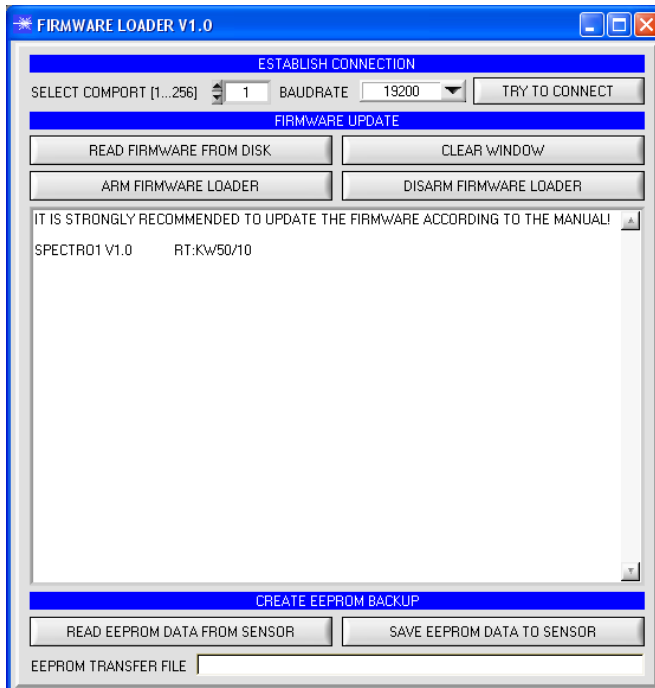 FIRMWARE LOADER V1.0
ESTABLISH CONNECTION
SELECT COMPORT [1...256] 1 BAUDRATE 19200 TRY TO CONNECT
FIRMWARE UPDATE
READ FIRMWARE FROM DISK CLEAR WINDOW
ARM FIRMWARE LOADER DISARM FIRMWARE LOADER
IT IS STRONGLY RECOMMENDED TO UPDATE THE FIRMWARE ACCORDING TO THE MANUAL!
SPECTRO1 V1.0 RT:KW50/10
CREATE EEPROM BACKUP
READ EEPROM DATA FROM SENSOR SAVE EEPROM DATA TO SENSOR
EEPROM TRANSFER FILE